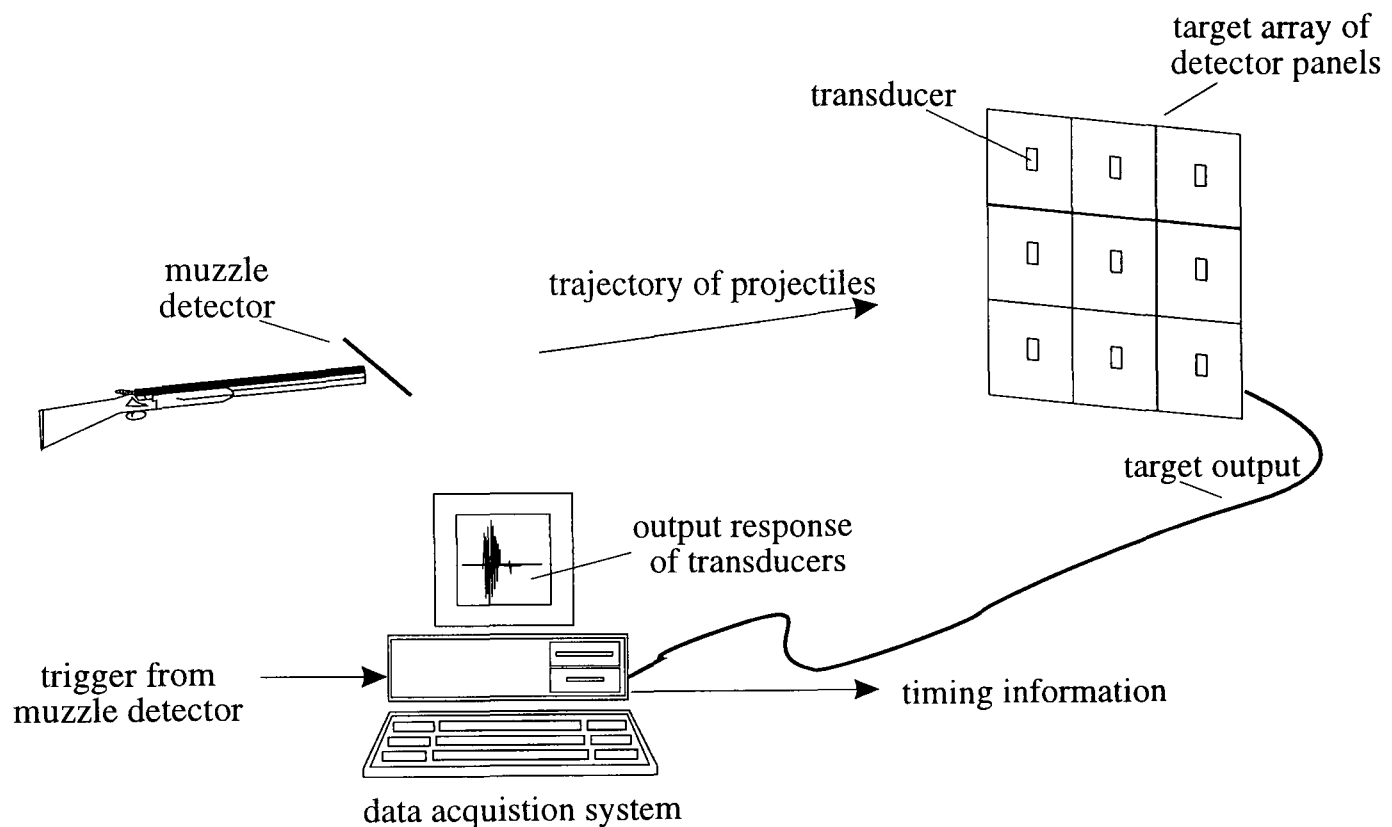 target array of
detector panels
transducer
muzzle
detector
trajectory of projectiles
target output
output response
of transducers
trigger from
muzzle detector
timing information
data acquistion system